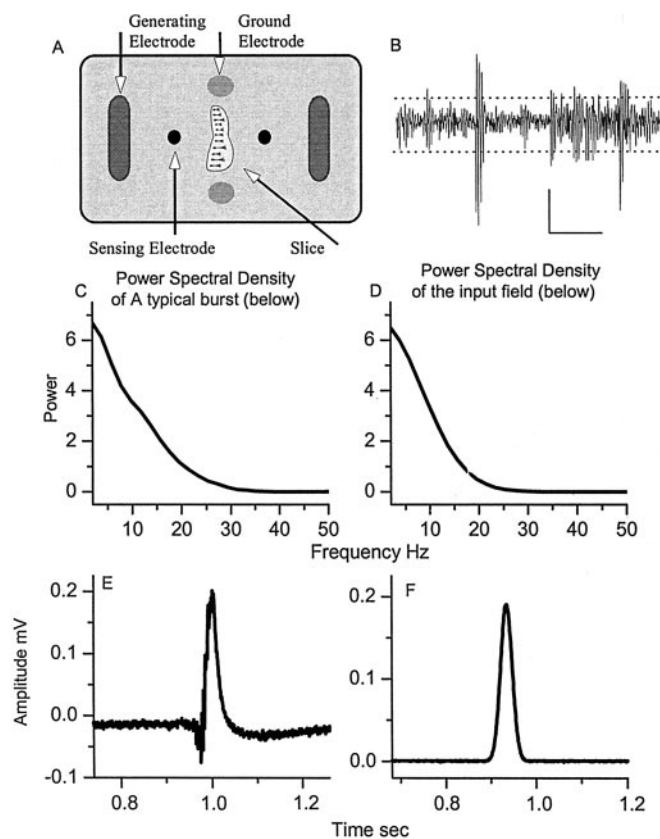 Generating
Electrode
Ground
Electrode
A
B
Sensing Electrode
Slice
Power Spectral Density
of A typical burst (below)
Power Spectral Density
of the input field (below)
C
D
6
4
2
0
Power
6
4
2
0
10 20 30 40 50
10 20 30 40 50
Frequency Hz
E
F
0.2
0.1
0.0
-0.1
Amplitude mV
0.2
0.1
0.0
0.8 1.0 1.2
0.8 1.0 1.2
Time sec